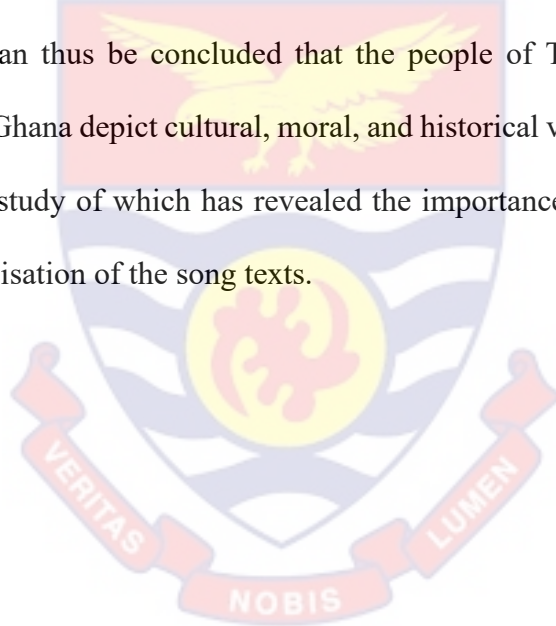 an thus be concluded that the people of T
Ghana depict cultural, moral, and historical v
study of which has revealed the importance
isation of the song texts.
VERITAS
NOBIS
LUMEN